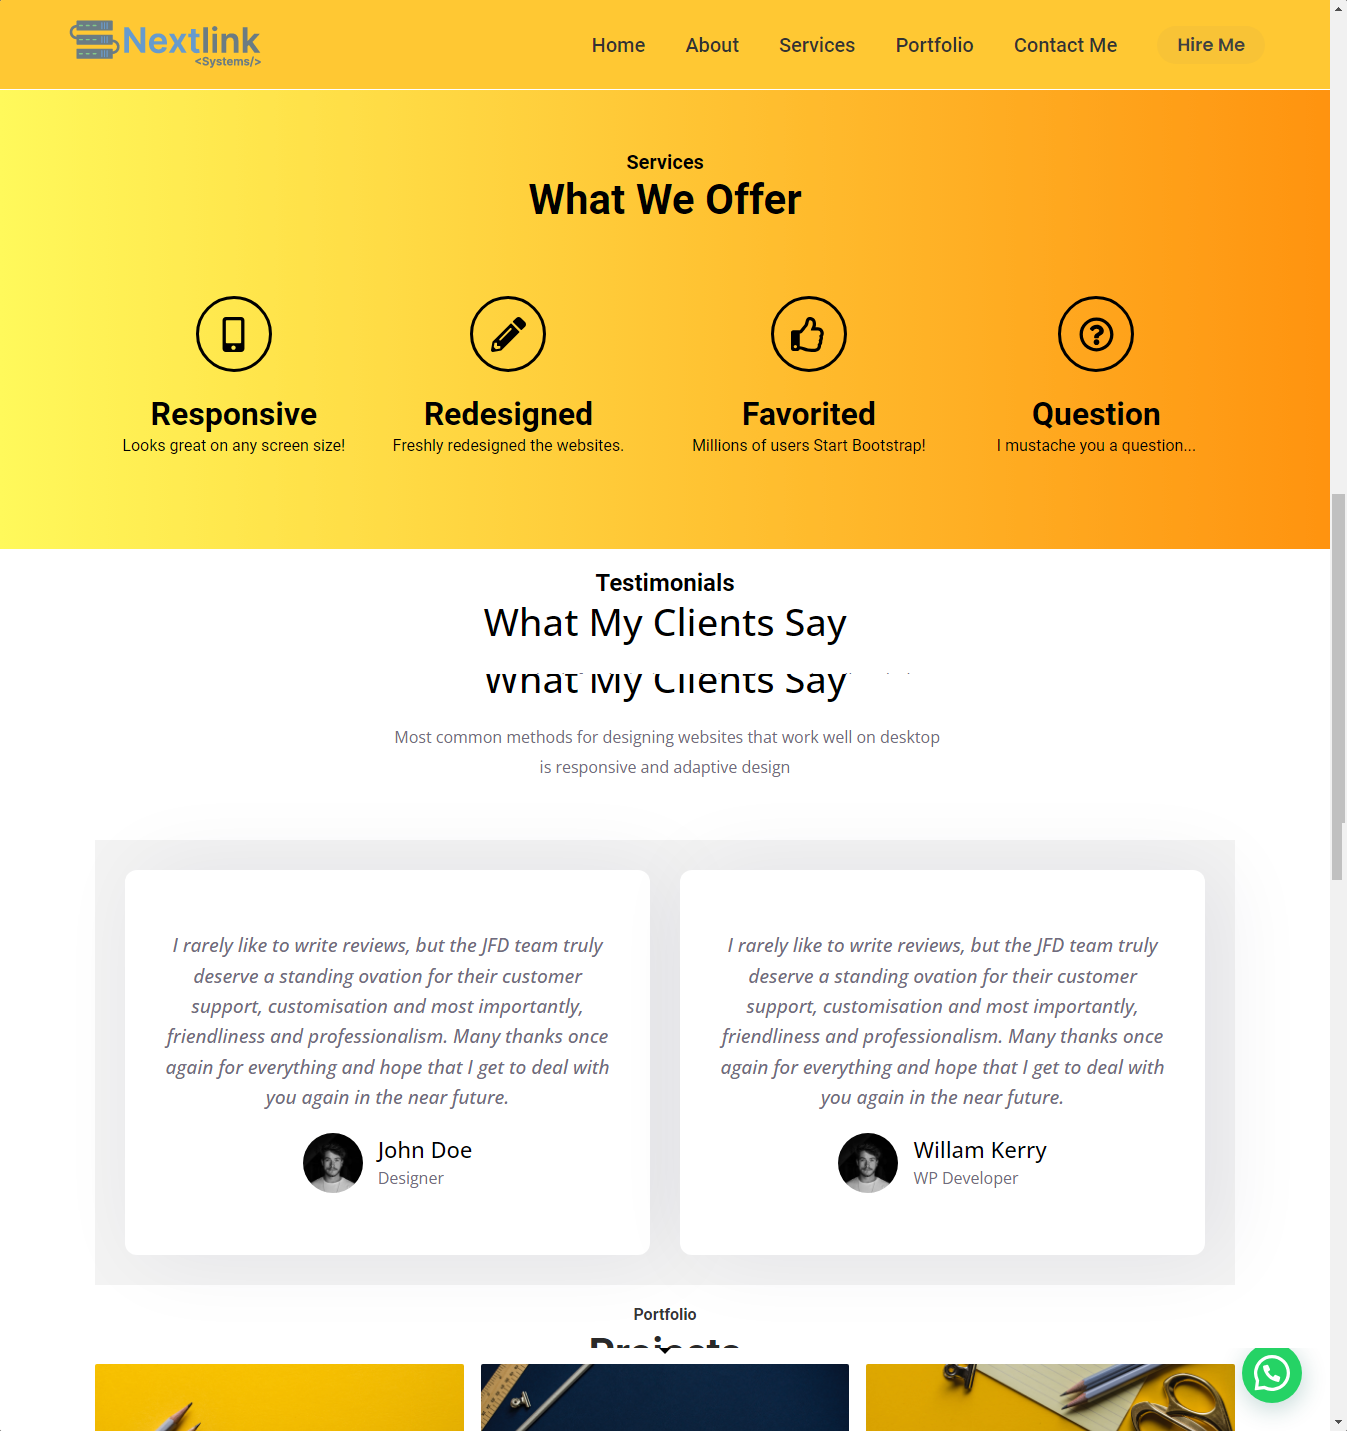 Nextlink
<Systems/>
Home About Services Portfolio Contact Me Hire Me
Services
What We Offer
Responsive Redesigned Favorited Question
Looks great on any screen size! Freshly redesigned the websites. Millions of users Start Bootstrap! I mustache you a question...
Testimonials
What My Clients Say
What My Clients Say
Most common methods for designing websites that work well on desktop
is responsive and adaptive design
I rarely like to write reviews, but the JFD team truly
deserve a standing ovation for their customer
support, customisation and most importantly,
friendliness and professionalism. Many thanks once
again for everything and hope that I get to deal with
you again in the near future.
John Doe
Designer
I rarely like to write reviews, but the JFD team truly
deserve a standing ovation for their customer
support, customisation and most importantly,
friendliness and professionalism. Many thanks once
again for everything and hope that I get to deal with
you again in the near future.
Willam Kerry
WP Developer
Portfolio
Projects